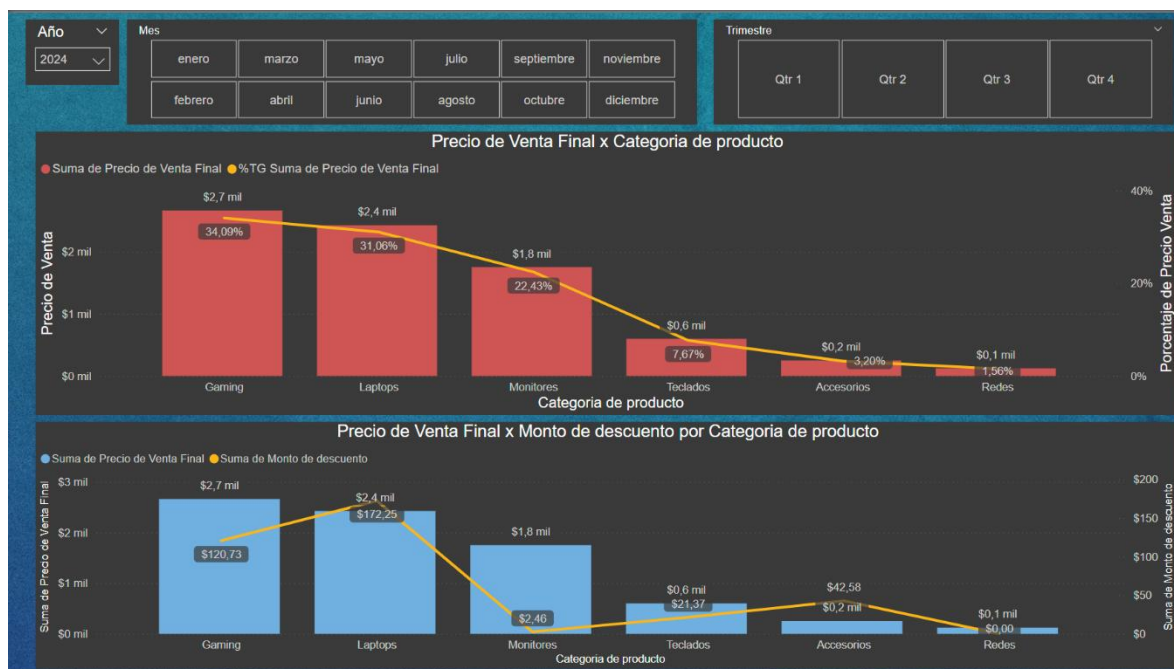 Año
2024
Mes
enero marzo mayo julio septiembre noviembre
febrero abril junio agosto octubre diciembre
Trimestre
Qtr 1 Qtr 2 Qtr 3 Qtr 4
Precio de Venta Final x Categoria de producto
Suma de Precio de Venta Final %TG Suma de Precio de Venta Final
Precio de Venta
$2 mil
$1 mil
$0 mil
$2,7 mil
34,09%
$2,4 mil
31,06%
$1,8 mil
22,43%
$0,6 mil
7,67%
$0,2 mil
3,20%
$0,1 mil
1,56%
40%
20%
0%
Porcentaje de Precio Venta
Gaming Laptops Monitores Teclados Accesorios Redes
Categoria de producto
Precio de Venta Final x Monto de descuento por Categoria de producto
Suma de Precio de Venta Final Suma de Monto de descuento
Suma de Precio de Venta Final
$3 mil
$2 mil
$1 mil
$0 mil
$2,7 mil
$120,73
$2,4 mil
$172,25
$1,8 mil
$2,46
$0,6 mil
$21,37
$42,58
$0,2 mil
$0,1 mil
$0,00
$200
$150
$100
$50
$0
Suma de Monto de descuento
Gaming Laptops Monitores Teclados Accesorios Redes
Categoria de producto